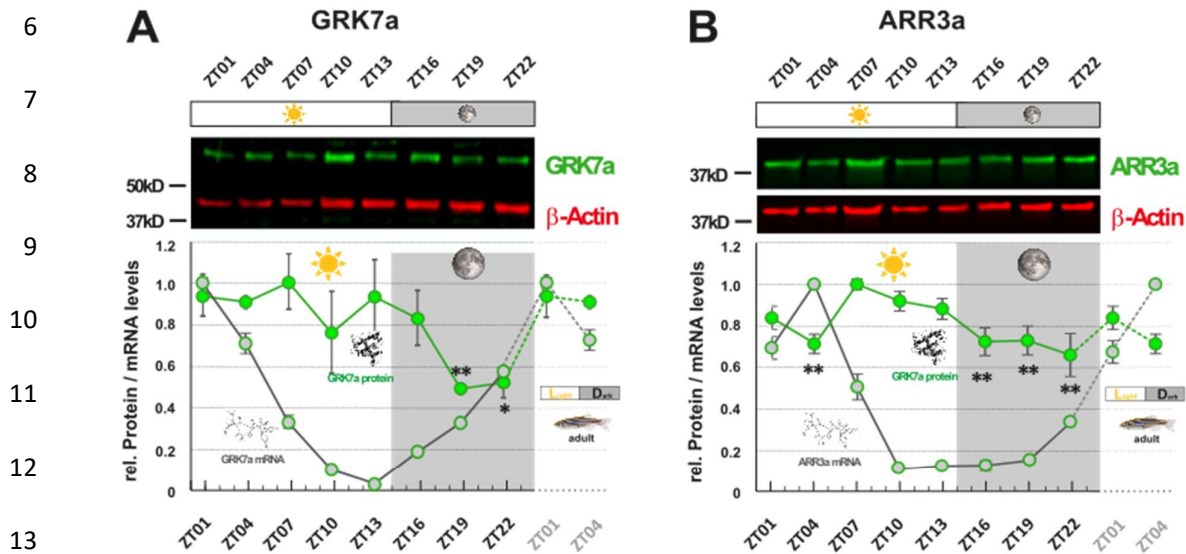 6
A GRK7a
B ARR3a
ZT01 ZT04 ZT07 ZT10 ZT13 ZT16 ZT19 ZT22
ZT01 ZT04 ZT07 ZT10 ZT13 ZT16 ZT19 ZT22
7
8
GRK7a
ARR3a
50kD
37kD
37kD
β-Actin
37kD
β-Actin
9
rel. Protein / mRNA levels
1.2
1.0
0.8
0.6
0.4
0.2
0
GRK7a protein
**
*
GRK7a mRNA
Light Dark
adult
ZT01 ZT04 ZT07 ZT10 ZT13 ZT16 ZT19 ZT22 ZT01 ZT04
rel. Protein / mRNA levels
1.2
1.0
0.8
0.6
0.4
0.2
0
GRK7a protein
**
**
**
**
ARR3a mRNA
Light Dark
adult
ZT01 ZT04 ZT07 ZT10 ZT13 ZT16 ZT19 ZT22 ZT01 ZT04
10
11
12
13